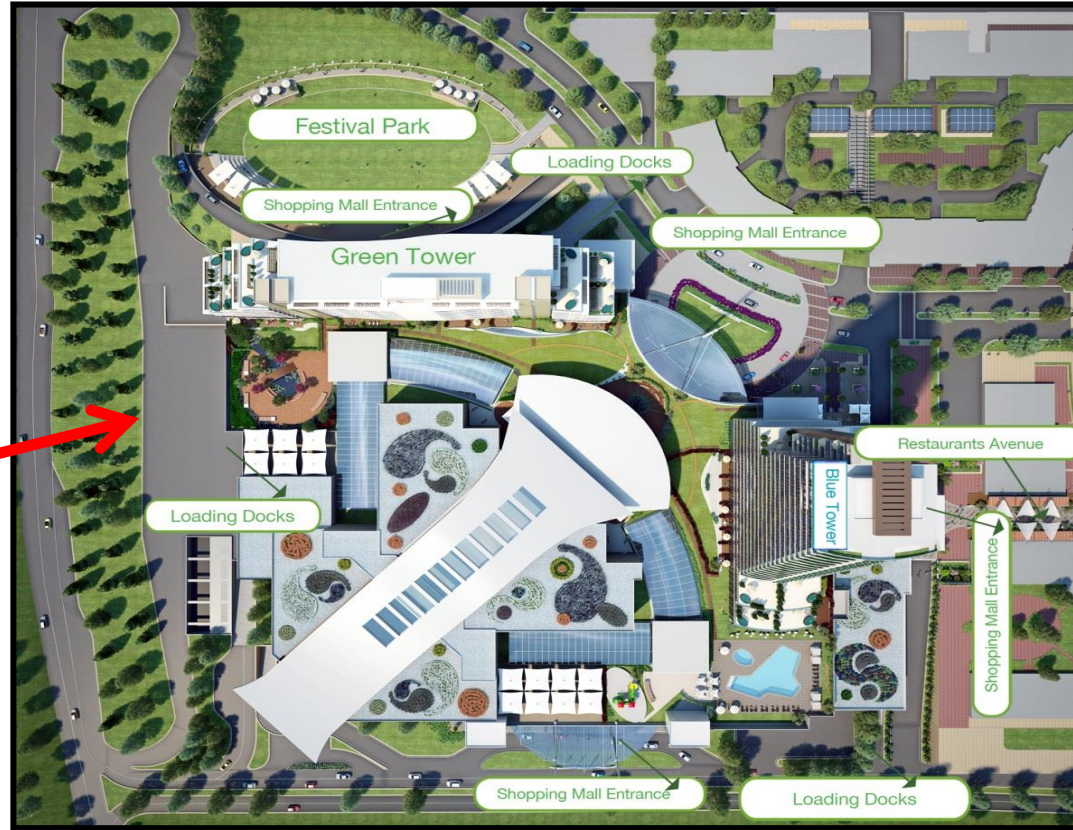 Festival Park
Loading Docks
Shopping Mall Entrance
Shopping Mall Entrance
Green Tower
Restaurants Avenue
Blue Tower
Loading Docks
Shopping Mall Entrance
Shopping Mall Entrance
Loading Docks